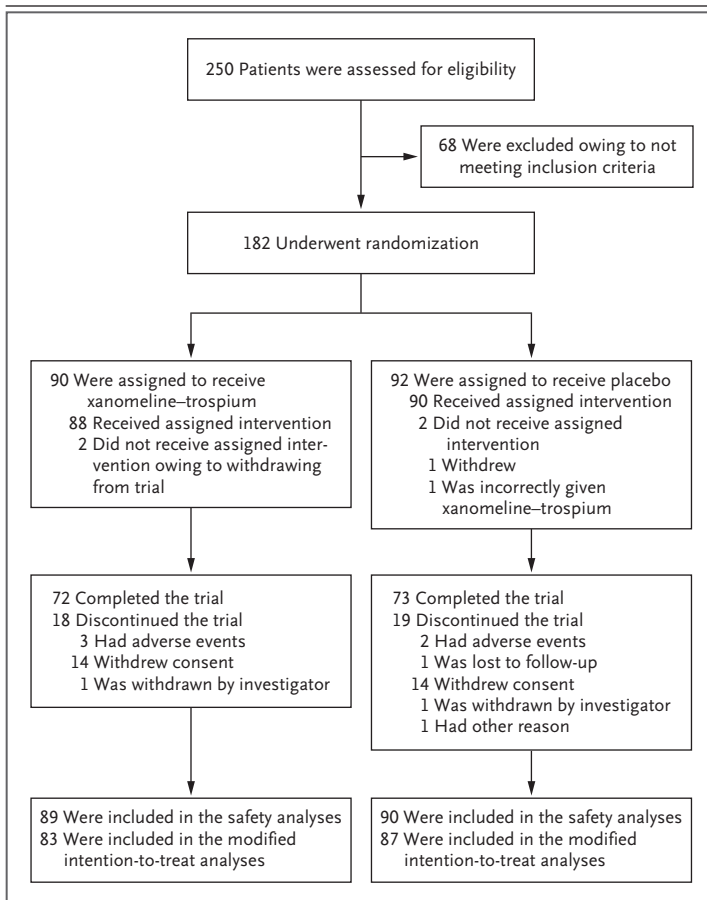 250 Patients were assessed for eligibility
68 Were excluded owing to not
meeting inclusion criteria
182 Underwent randomization
90 Were assigned to receive
xanomeline–trospium
88 Received assigned intervention
2 Did not receive assigned inter-
vention owing to withdrawing
from trial
92 Were assigned to receive placebo
90 Received assigned intervention
2 Did not receive assigned
intervention
1 Withdrew
1 Was incorrectly given
xanomeline–trospium
72 Completed the trial
18 Discontinued the trial
3 Had adverse events
14 Withdrew consent
1 Was withdrawn by investigator
73 Completed the trial
19 Discontinued the trial
2 Had adverse events
1 Was lost to follow-up
14 Withdrew consent
1 Was withdrawn by investigator
1 Had other reason
89 Were included in the safety analyses
83 Were included in the modified
intention-to-treat analyses
90 Were included in the safety analyses
87 Were included in the modified
intention-to-treat analyses